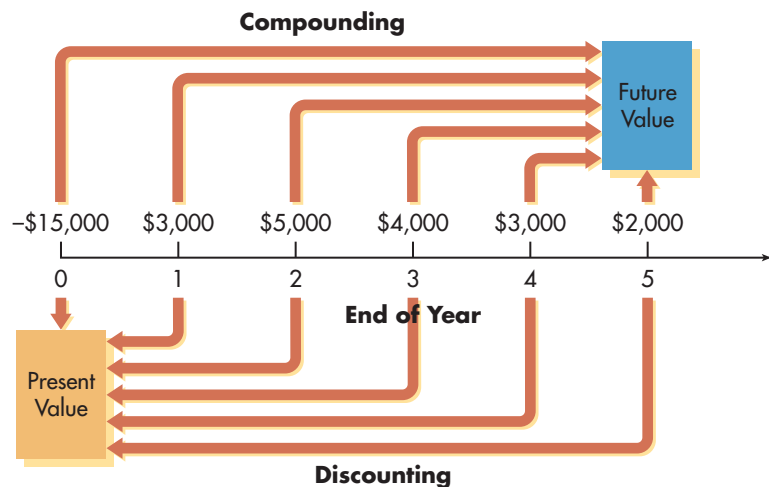 Compounding
Future
Value
–$15,000 $3,000 $5,000 $4,000 $3,000 $2,000
0 1 2 3 4 5
End of Year
Present
Value
Discounting